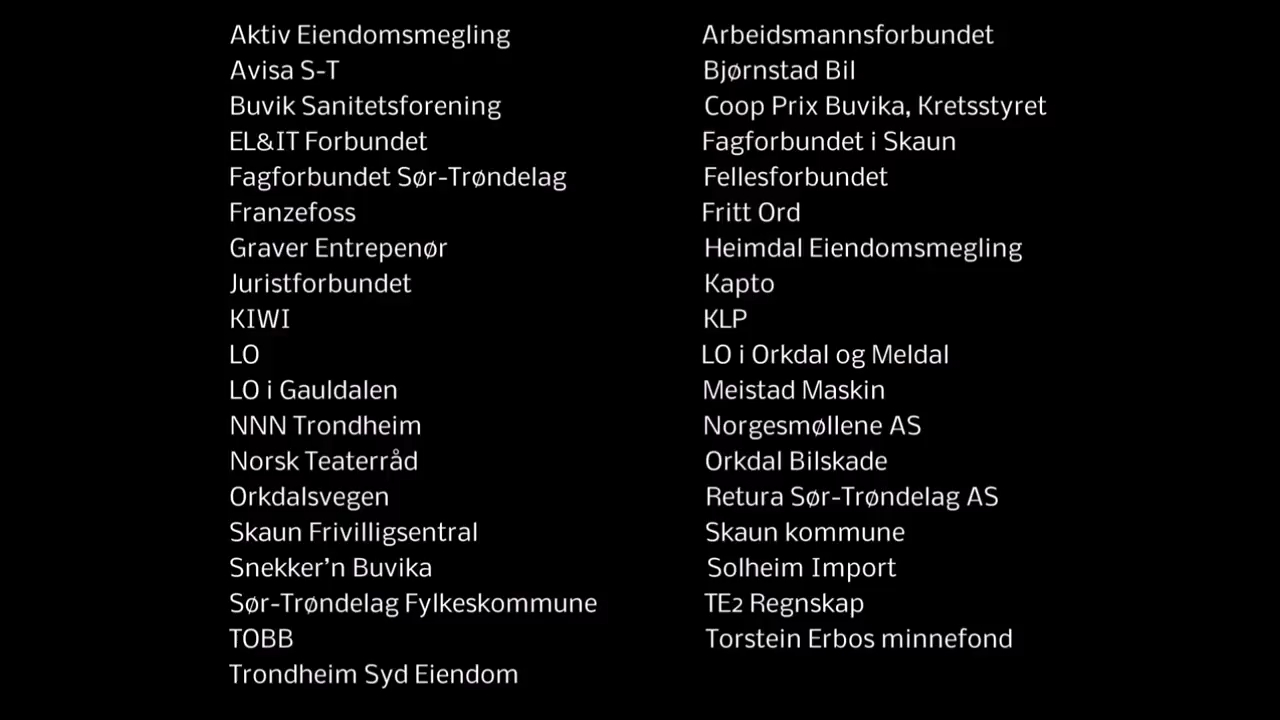 Aktiv Eiendomsmegling
Avisa S-T
Buvik Sanitetsforening
EL&IT Forbundet
Fagforbundet Sør-Trøndelag
Franzefoss
Graver Entrepenør
Juristforbundet
KIWI
LO
LO i Gauldalen
NNN Trondheim
Norsk Teaterråd
Orkdalsvegen
Skaun Frivilligsentral
Snekker’n Buvika
Sør-Trøndelag Fylkeskommune
TOBB
Trondheim Syd Eiendom
Arbeidsmannsforbundet
Bjørnstad Bil
Coop Prix Buvika, Kretsstyret
Fagforbundet i Skaun
Fellesforbundet
Fritt Ord
Heimdal Eiendomsmegling
Kapto
KLP
LO i Orkdal og Meldal
Meistad Maskin
Norgesmøllene AS
Orkdal Bilskade
Retura Sør-Trøndelag AS
Skaun kommune
Solheim Import
TE2 Regnskap
Torstein Erbos minnefond